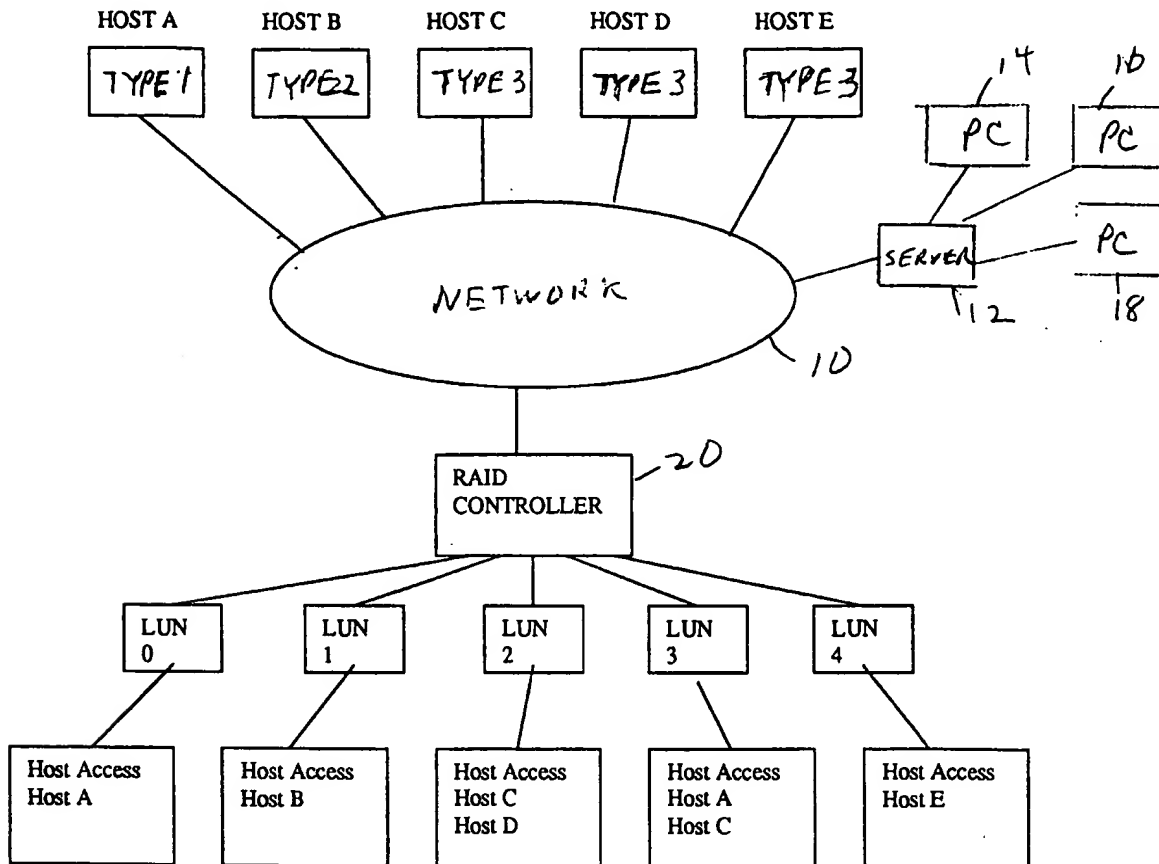 HOST A HOST B HOST C HOST D HOST E
TYPE 1 TYPE 2 TYPE 3 TYPE 3 TYPE 3
14 16
PC PC
SERVER PC
12 18
NETWORK
10
RAID
CONTROLLER
20
LUN
0
LUN
1
LUN
2
LUN
3
LUN
4
Host Access
Host A
Host Access
Host B
Host Access
Host C
Host D
Host Access
Host A
Host C
Host Access
Host E